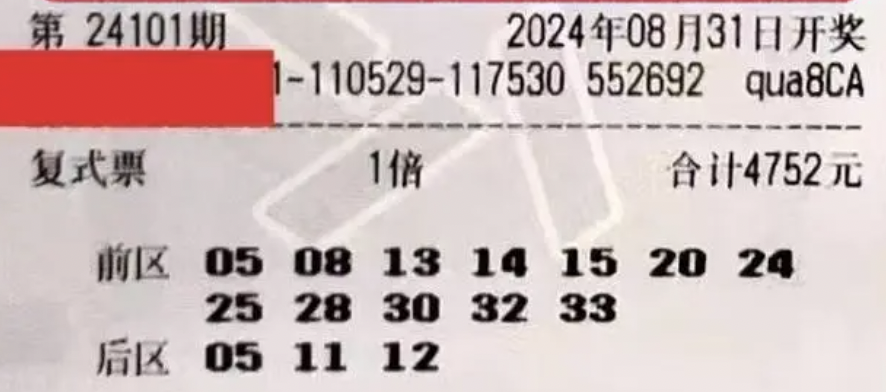 第 24101期 2024年08月31日开奖
1-110529-117530 552692 qua8CA
复式票 1倍 合计4752元
前区 05 08 13 14 15 20 24
25 28 30 32 33
后区 05 11 12